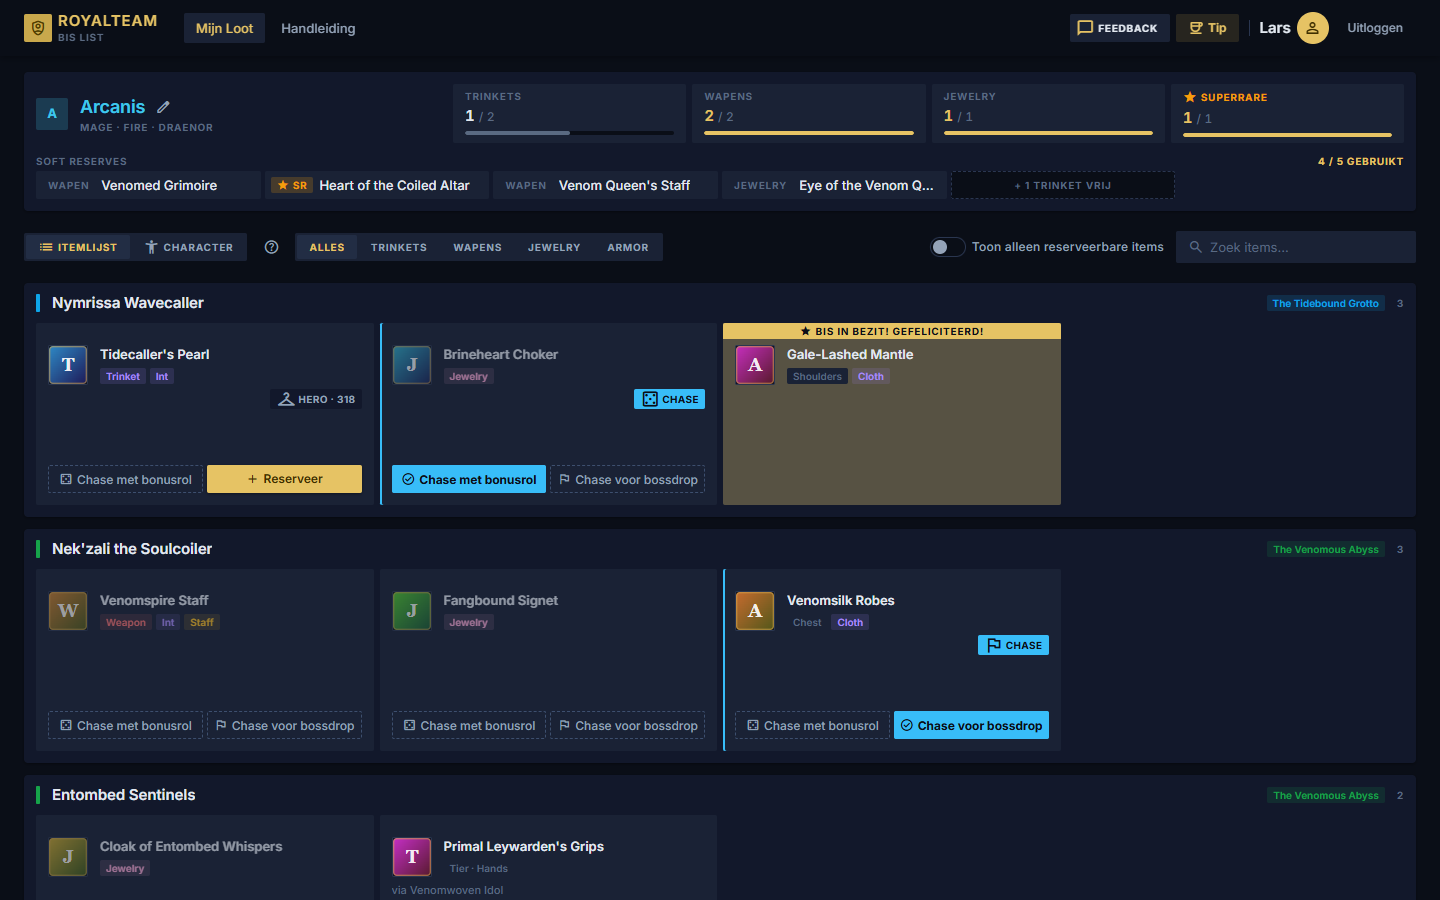 ROYALTEAM
BIS LIST
Mijn Loot
Handleiding
FEEDBACK
Tip
Lars
Uitloggen
A
Arcanis
MAGE · FIRE · DRAENOR
TRINKETS
1 / 2
WAPENS
2 / 2
JEWELRY
1 / 1
SUPERRARE
1 / 1
SOFT RESERVES
4 / 5 GEBRUIKT
WAPEN Venomed Grimoire
SR Heart of the Coiled Altar
WAPEN Venom Queen's Staff
JEWELRY Eye of the Venom Q...
+ 1 TRINKET VRIJ
ITEMLIJST
CHARACTER
ALLES
TRINKETS
WAPENS
JEWELRY
ARMOR
Toon alleen reserveerbare items
Zoek items...
Nymrissa Wavecaller
The Tidebound Grotto 3
T
Tidecaller's Pearl
Trinket Int
HERO · 318
Chase met bonusrol
+ Reserveer
J
Brineheart Choker
Jewelry
CHASE
Chase met bonusrol
Chase voor bossdrop
BIS IN BEZIT! GEFELICITEERD!
A
Gale-Lashed Mantle
Shoulders Cloth
Nek'zali the Soulcoiler
The Venomous Abyss 3
W
Venomspire Staff
Weapon Int Staff
Chase met bonusrol
Chase voor bossdrop
J
Fangbound Signet
Jewelry
Chase met bonusrol
Chase voor bossdrop
A
Venomsilk Robes
Chest Cloth
CHASE
Chase met bonusrol
Chase voor bossdrop
Entombed Sentinels
The Venomous Abyss 2
J
Cloak of Entombed Whispers
Jewelry
T
Primal Leywarden's Grips
Tier · Hands
via Venomwoven Idol